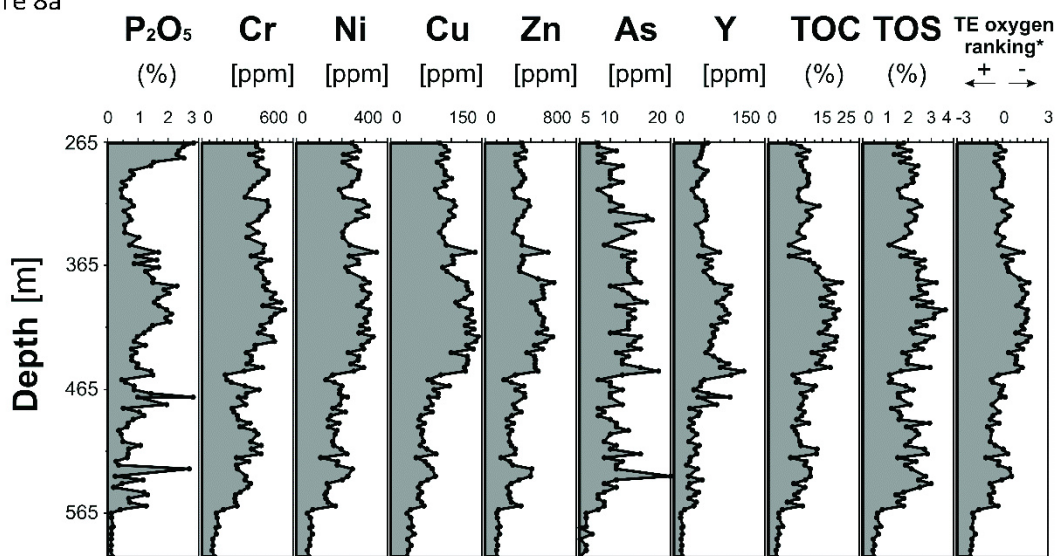 re 8a
P₂O₅ Cr Ni Cu Zn As Y TOC TOS TE oxygen ranking*
(%) [ppm] [ppm] [ppm] [ppm] [ppm] [ppm] (%) (%) + -
0 1 2 3 0 600 0 400 0 150 0 800 5 10 20 0 150 0 15 25 0 1 2 3 4 -3 0 3
265
365
465
565
Depth [m]